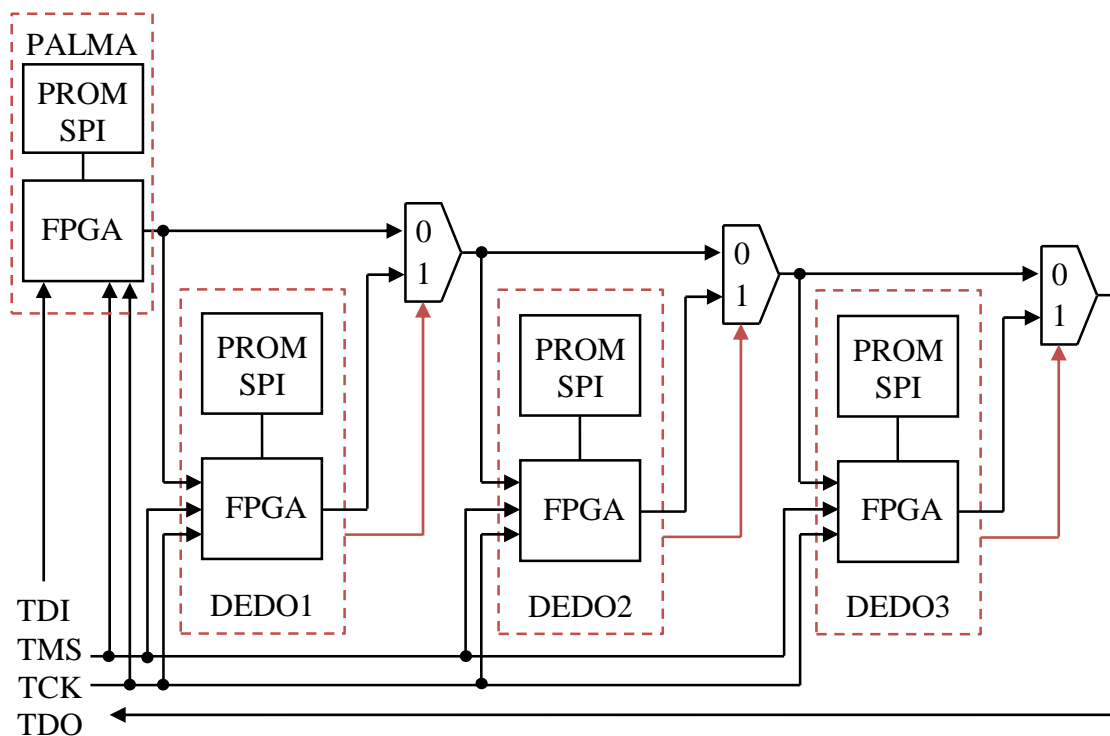 PALMA
PROM
SPI
FPGA
0
1
PROM
SPI
FPGA
DEDO1
0
1
PROM
SPI
FPGA
DEDO2
0
1
PROM
SPI
FPGA
DEDO3
TDI
TMS
TCK
TDO